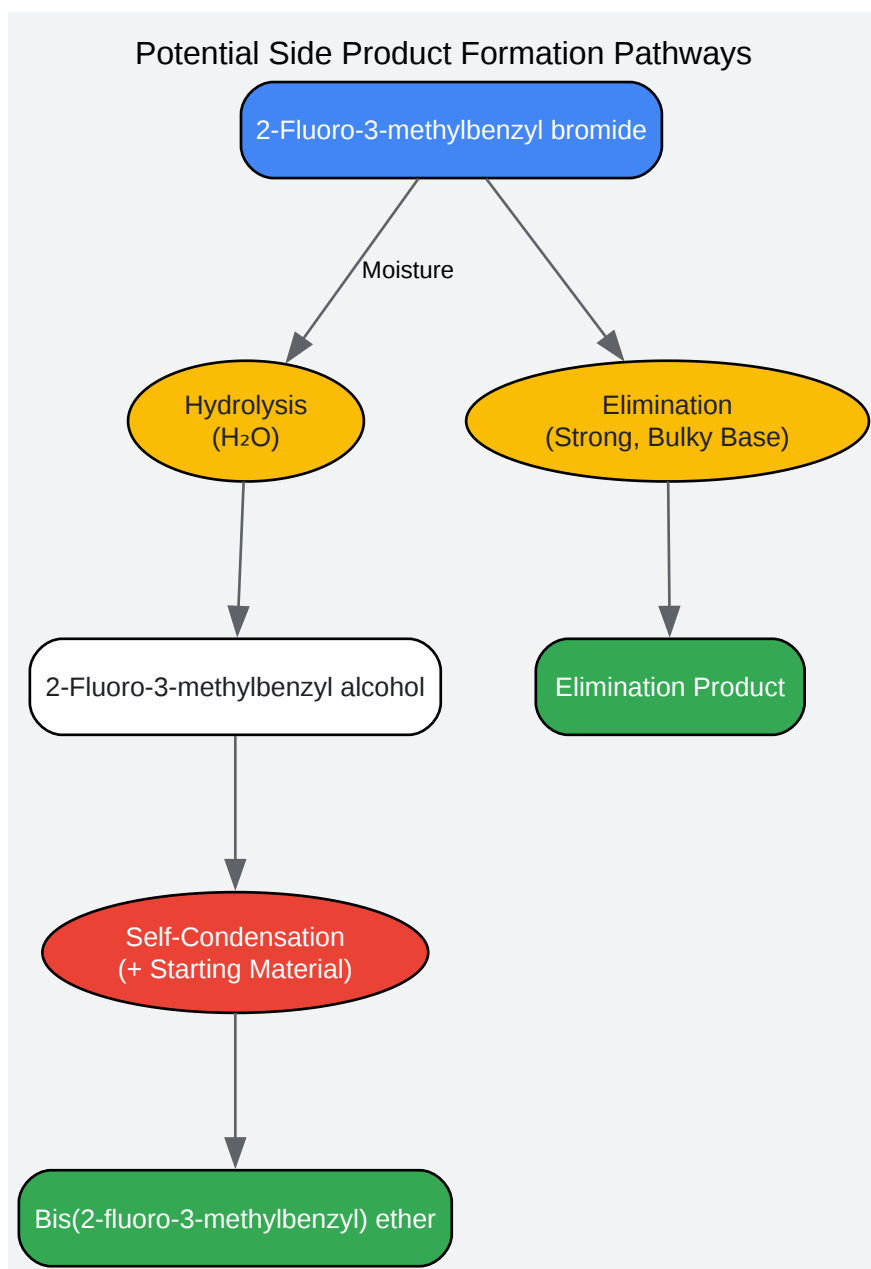 Potential Side Product Formation Pathways
2-Fluoro-3-methylbenzyl bromide
Moisture
Hydrolysis
(H₂O)
Elimination
(Strong, Bulky Base)
2-Fluoro-3-methylbenzyl alcohol
Elimination Product
Self-Condensation
(+ Starting Material)
Bis(2-fluoro-3-methylbenzyl) ether